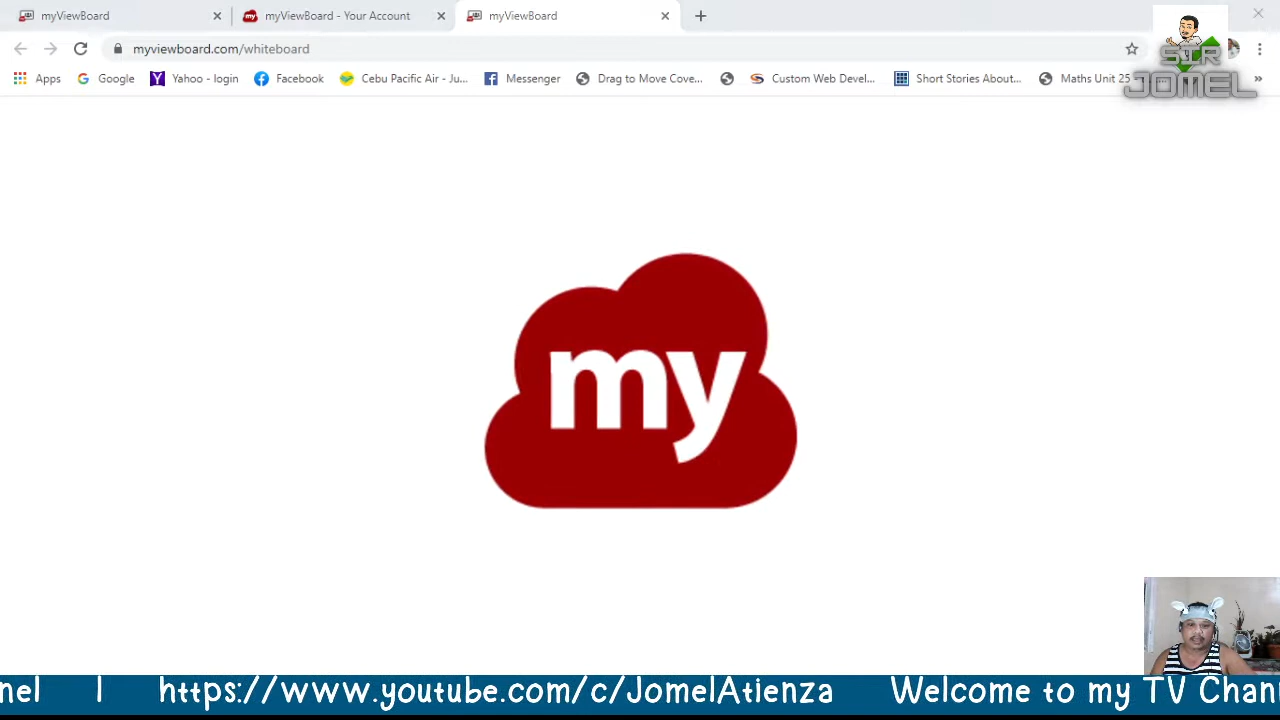 myViewBoard
myViewBoard - Your Account
myViewBoard
myviewboard.com/whiteboard
Apps
Google
Yahoo - login
Facebook
Cebu Pacific Air - Ju...
Messenger
Drag to Move Cove...
Custom Web Devel...
Short Stories About...
Maths Unit 25
SIR
JOMEL
my
nel | https://www.youtube.com/c/JomelAtienza Welcome to my TV Chan